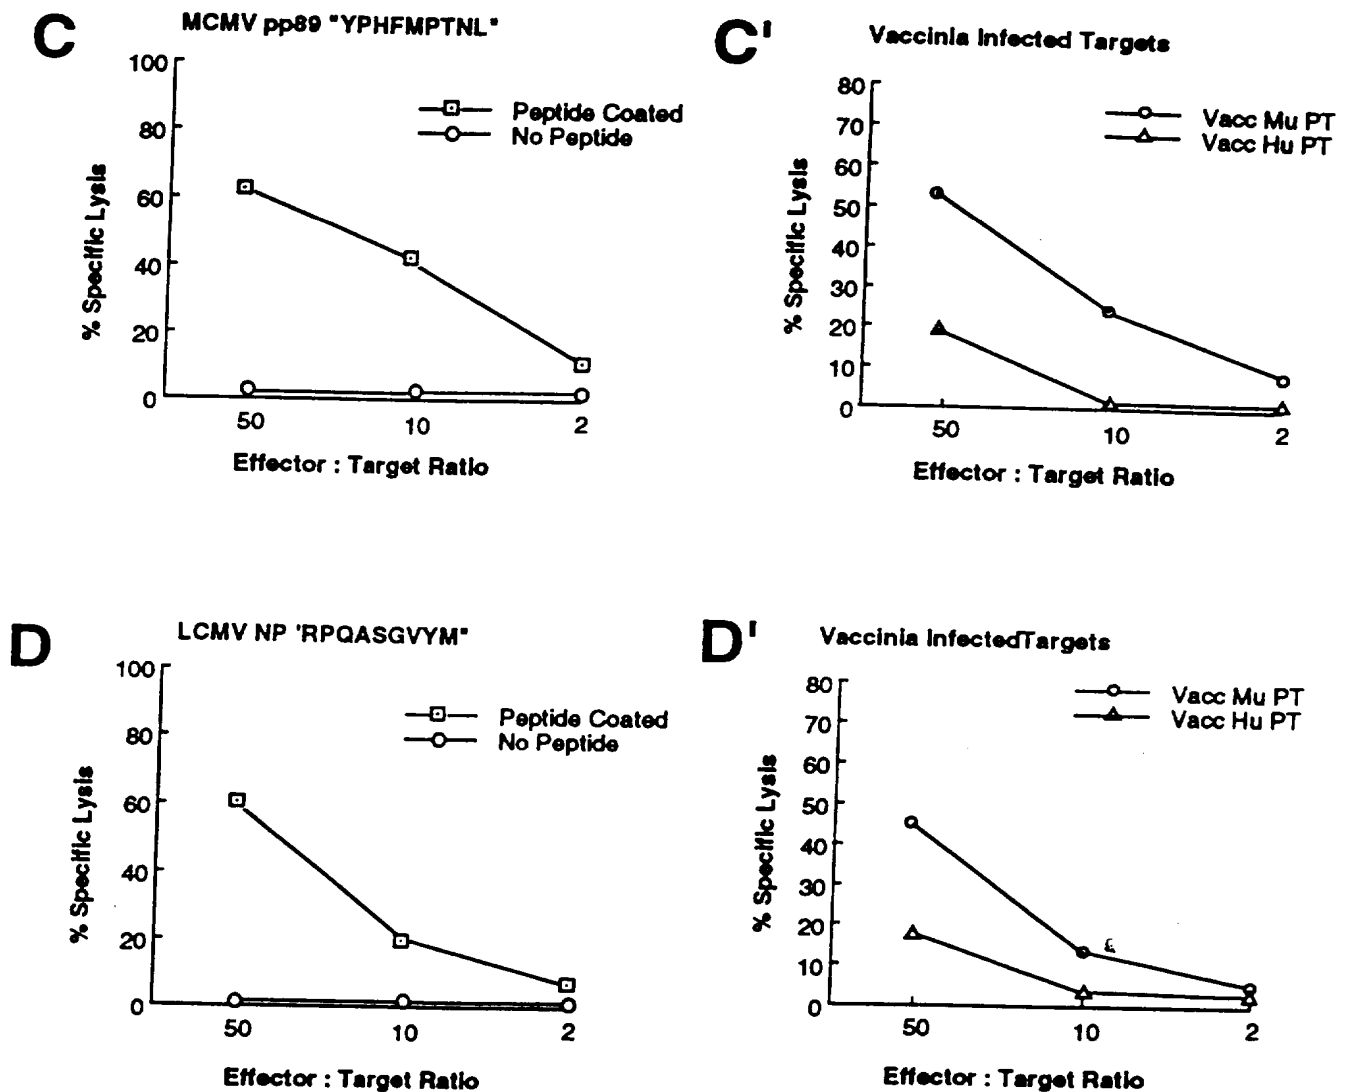 C
MCMV pp89 "YPHFMPTNL"
100
80
60
40
20
0
% Specific Lysis
Peptide Coated
No Peptide
50 10 2
Effector : Target Ratio
C'
Vaccinia Infected Targets
80
70
60
50
40
30
20
10
0
% Specific Lysis
Vacc Mu PT
Vacc Hu PT
50 10 2
Effector : Target Ratio
D
LCMV NP 'RPQASGVYM"
100
80
60
40
20
0
% Specific Lysis
Peptide Coated
No Peptide
50 10 2
Effector : Target Ratio
D'
Vaccinia InfectedTargets
80
70
60
50
40
30
20
10
0
% Specific Lysis
Vacc Mu PT
Vacc Hu PT
50 10 2
Effector : Target Ratio